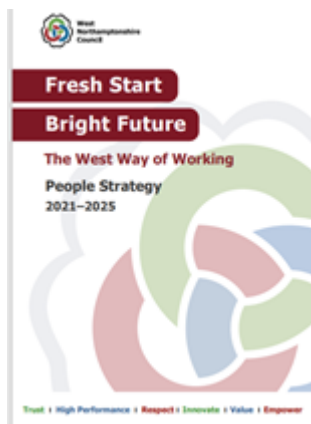 West
Northamptonshire
Council
Fresh Start
Bright Future
The West Way of Working
People Strategy
2021–2025
Trust I High Performance I Respect I Innovate I Value I Empower